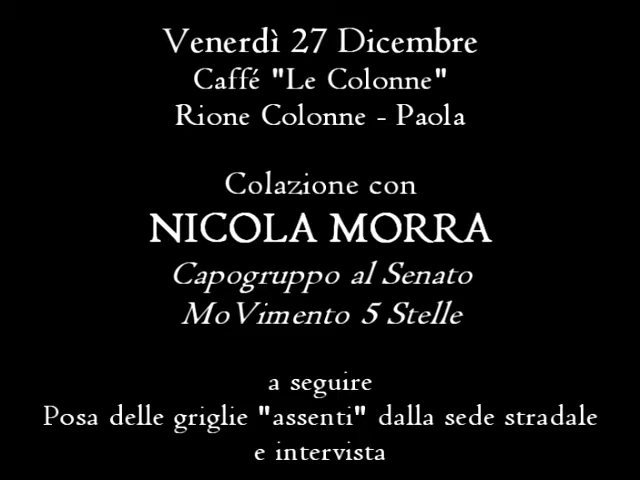 Venerdì 27 Dicembre
Caffé "Le Colonne"
Rione Colonne - Paola
Colazione con
NICOLA MORRA
Capogruppo al Senato
MoVimento 5 Stelle
a seguire
Posa delle griglie "assenti" dalla sede stradale
e intervista